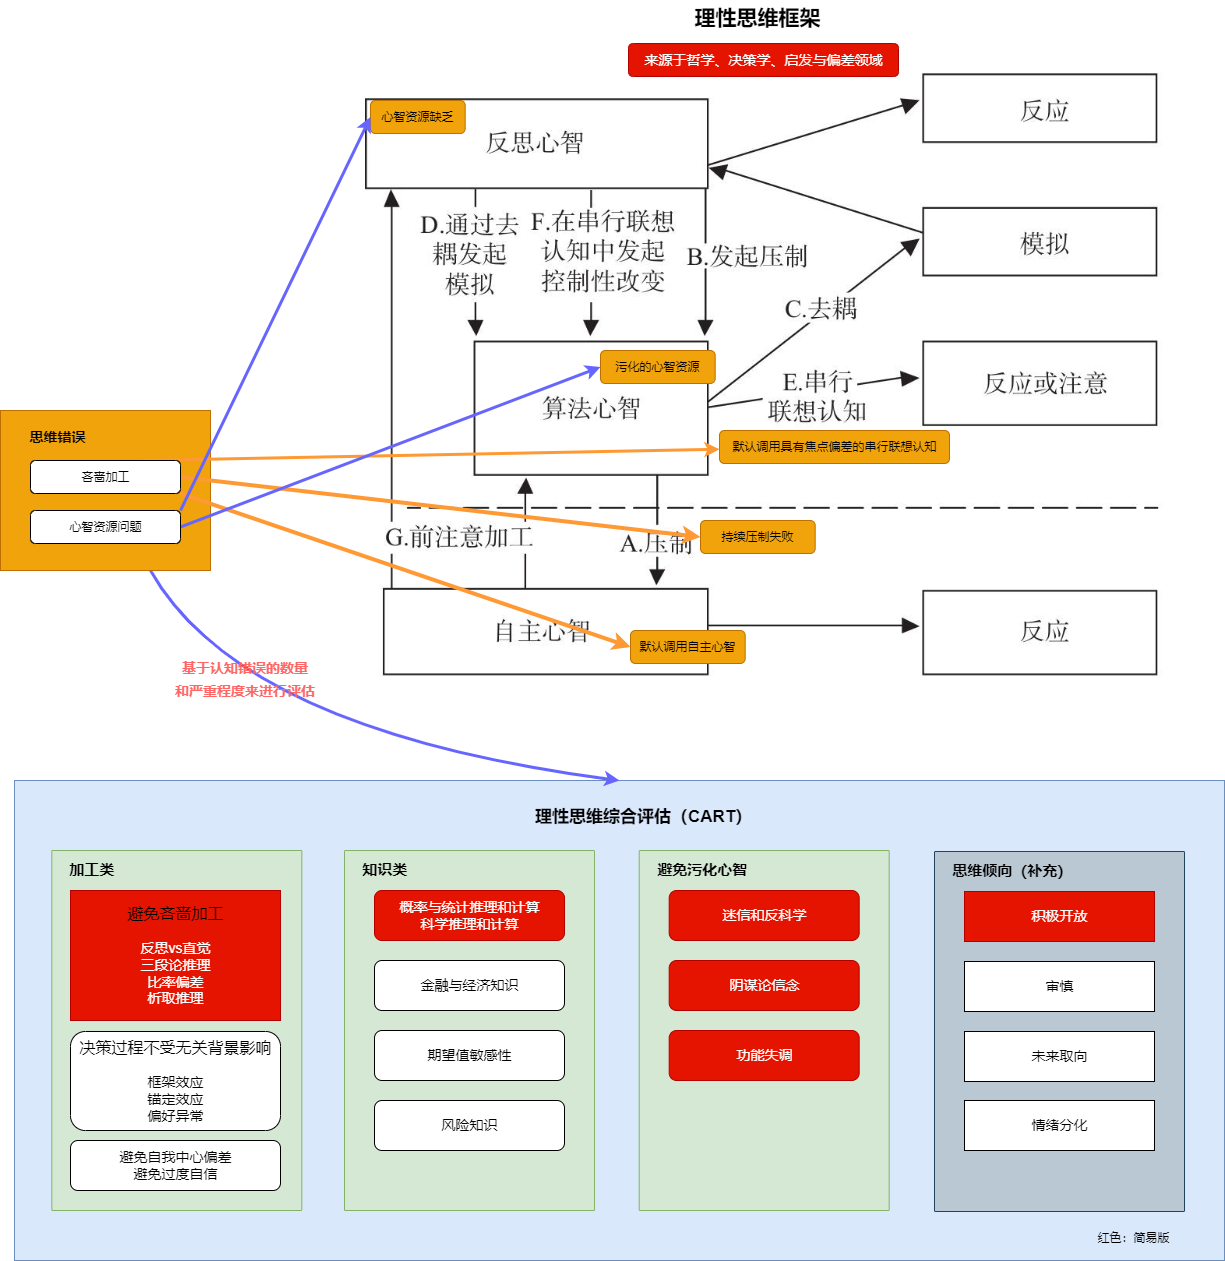 理性思维框架
来源于哲学、决策学、启发与偏差领域
心智资源缺乏
反思心智
反应
D.通过去
耦发起
模拟
F.在串行联想
认知中发起
控制性改变
B.发起压制
模拟
C.去耦
污化的心智资源
算法心智
E.串行
联想认知
反应或注意
思维错误
吝啬加工
心智资源问题
默认调用具有焦点偏差的串行联想认知
G.前注意加工
A.压制
持续压制失败
自主心智
默认调用自主心智
反应
基于认知错误的数量
和严重程度来进行评估
理性思维综合评估（CART)
加工类
避免吝啬加工
反思vs直觉
三段论推理
比率偏差
析取推理
决策过程不受无关背景影响
框架效应
锚定效应
偏好异常
避免自我中心偏差
避免过度自信
知识类
概率与统计推理和计算
科学推理和计算
金融与经济知识
期望值敏感性
风险知识
避免污化心智
迷信和反科学
阴谋论信念
功能失调
思维倾向（补充）
积极开放
审慎
未来取向
情绪分化
红色：简易版